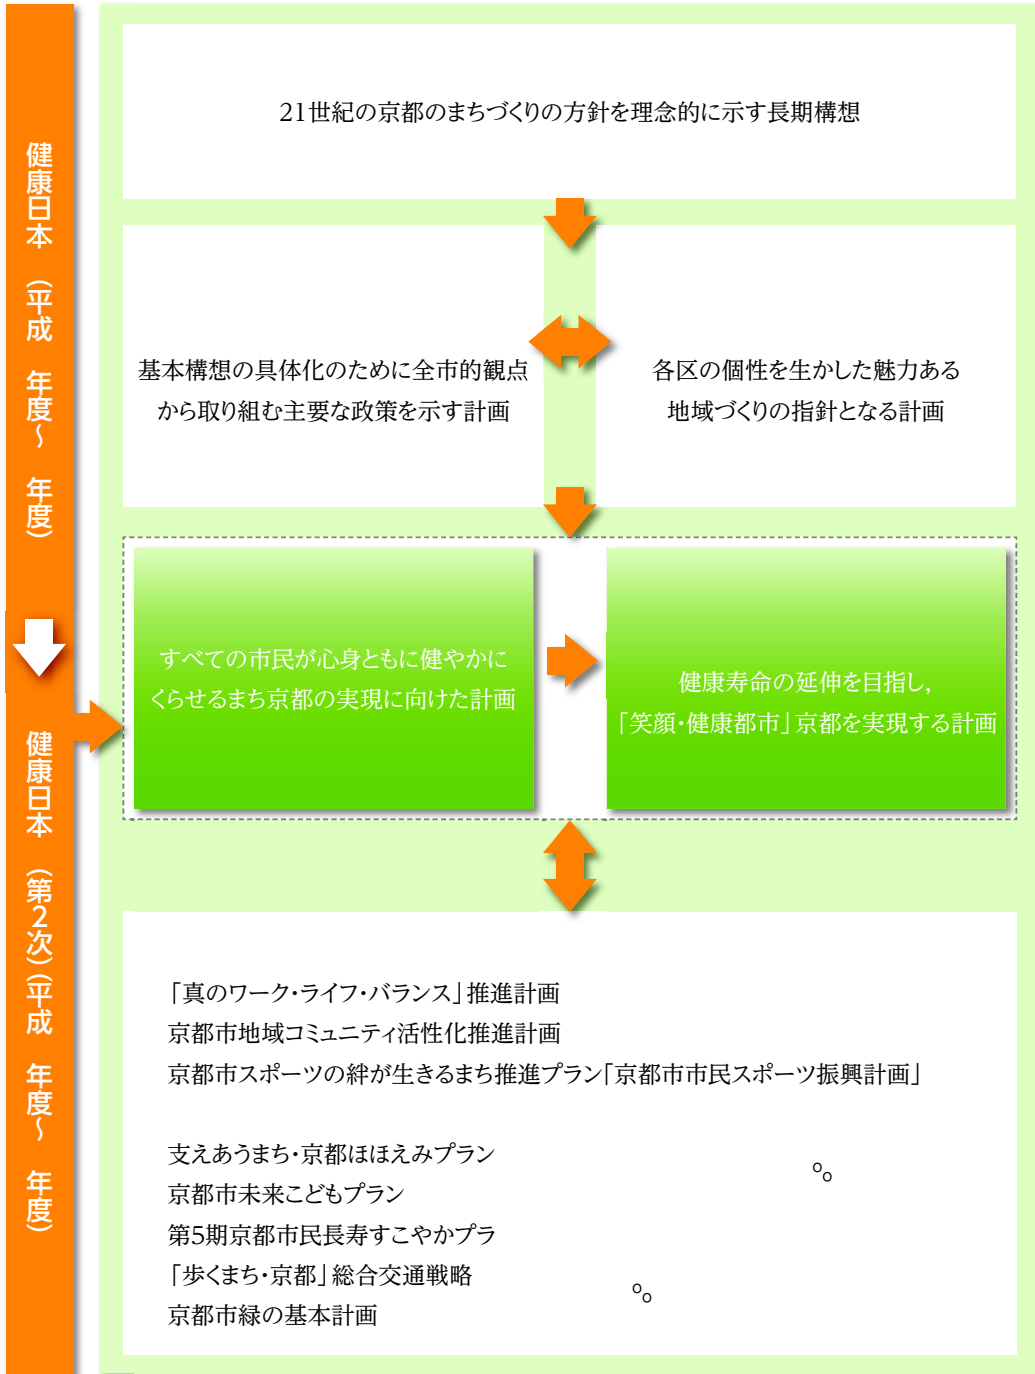 健康日本　（平成　年度～　年度）
健康日本　（第2次）（平成　年度～　年度）
21世紀の京都のまちづくりの方針を理念的に示す長期構想
基本構想の具体化のために全市的観点
から取り組む主要な政策を示す計画
各区の個性を生かした魅力ある
地域づくりの指針となる計画
すべての市民が心身ともに健やかに
くらせるまち京都の実現に向けた計画
健康寿命の延伸を目指し，
「笑顔・健康都市」京都を実現する計画
「真のワーク・ライフ・バランス」推進計画
京都市地域コミュニティ活性化推進計画
京都市スポーツの絆が生きるまち推進プラン「京都市市民スポーツ振興計画」
支えあうまち・京都ほほえみプラン
京都市未来こどもプラン
第5期京都市民長寿すこやかプラ
「歩くまち・京都」総合交通戦略
京都市緑の基本計画